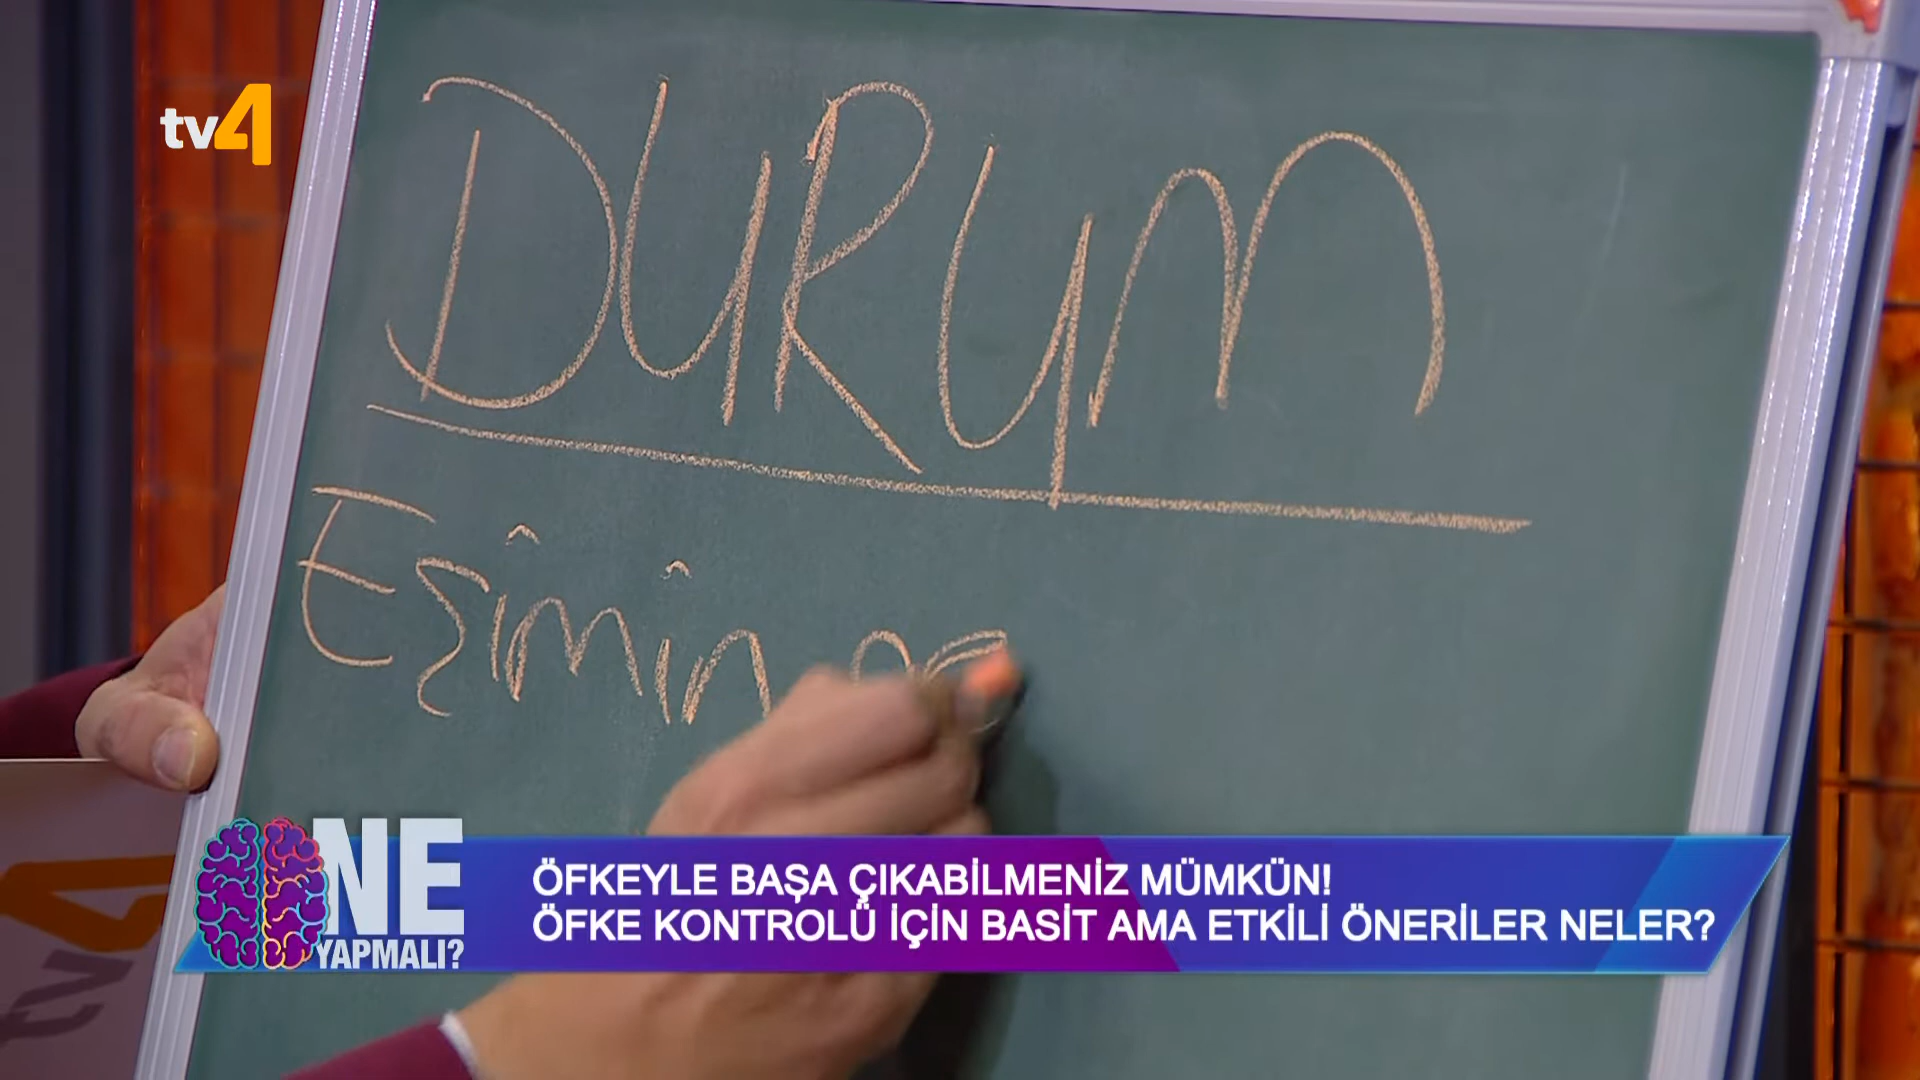 tv4
DURUM
Eşimin
NE
YAPMALI?
ÖFKEYLE BAŞA ÇIKABİLMENİZ MÜMKÜN!
ÖFKE KONTROLÜ İÇİN BASİT AMA ETKİLİ ÖNERİLER NELER?
tv4